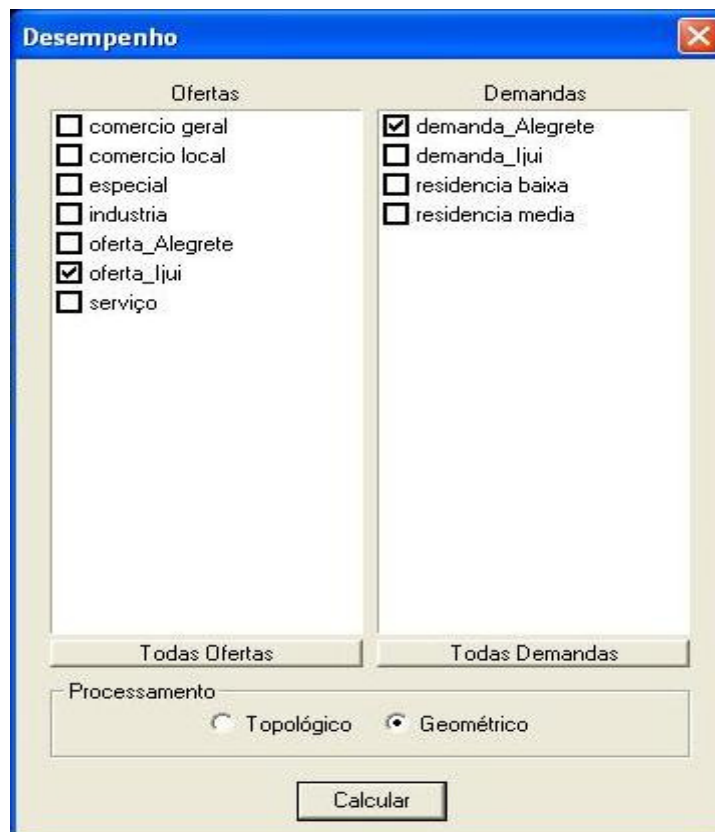 Desempenho
Ofertas
comercio geral
comercio local
especial
industria
oferta_Alegrete
oferta_Ijui
serviço
Todas Ofertas
Demandas
demanda_Alegrete
demanda_Ijui
residencia baixa
residencia media
Todas Demandas
Processamento
Topológico Geométrico
Calcular